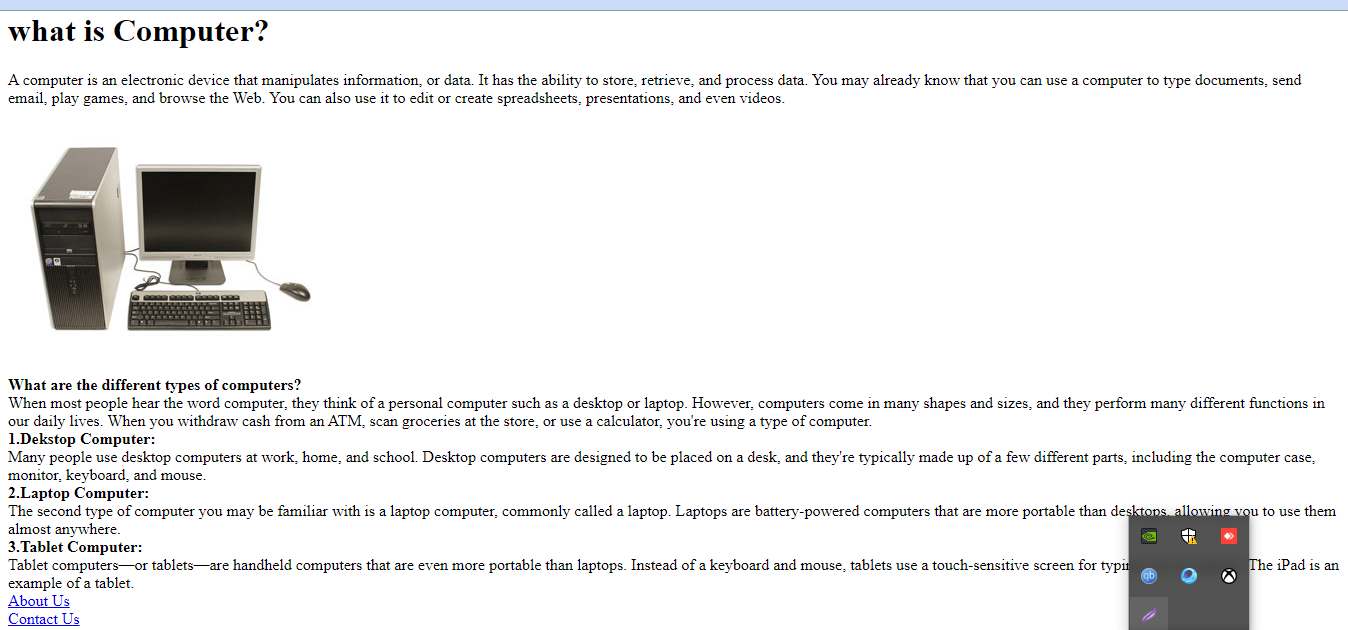 what is Computer?
A computer is an electronic device that manipulates information, or data. It has the ability to store, retrieve, and process data. You may already know that you can use a computer to type documents, send
email, play games, and browse the Web. You can also use it to edit or create spreadsheets, presentations, and even videos.
What are the different types of computers?
When most people hear the word computer, they think of a personal computer such as a desktop or laptop. However, computers come in many shapes and sizes, and they perform many different functions in
our daily lives. When you withdraw cash from an ATM, scan groceries at the store, or use a calculator, you're using a type of computer.
1.Dekstop Computer:
Many people use desktop computers at work, home, and school. Desktop computers are designed to be placed on a desk, and they're typically made up of a few different parts, including the computer case,
monitor, keyboard, and mouse.
2.Laptop Computer:
The second type of computer you may be familiar with is a laptop computer, commonly called a laptop. Laptops are battery-powered computers that are more portable than desktops, allowing you to use them
almost anywhere.
3.Tablet Computer:
Tablet computers—or tablets—are handheld computers that are even more portable than laptops. Instead of a keyboard and mouse, tablets use a touch-sensitive screen for The iPad is an
example of a tablet.
About Us
Contact Us
qb